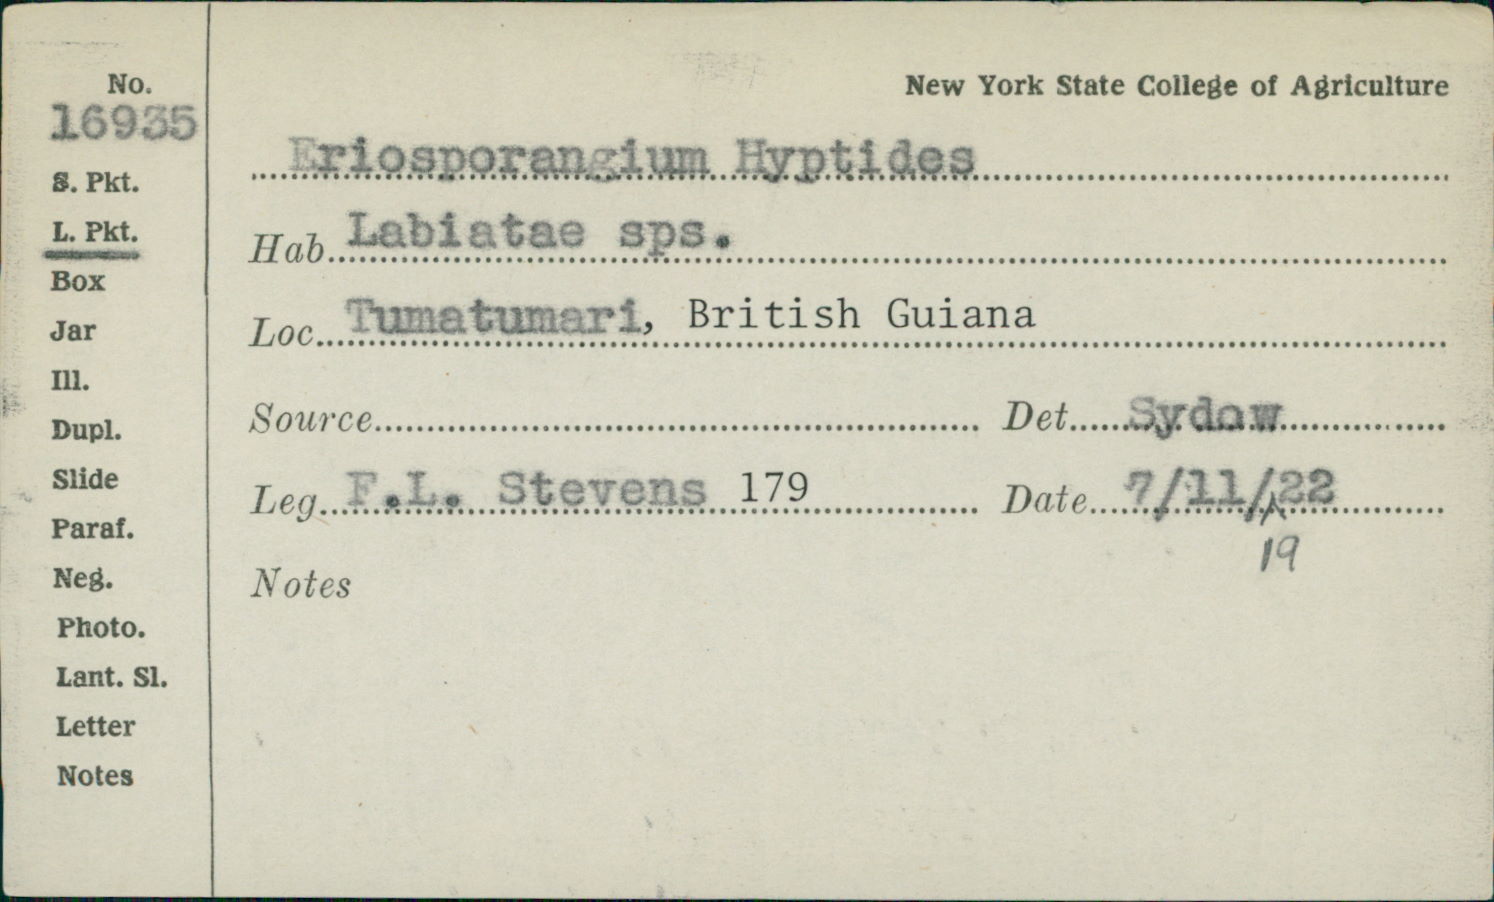 No.
16935
S. Pkt.
L. Pkt.
Box
Jar
Ill.
Dupl.
Slide
Paraf.
Neg.
Photo.
Lant. Sl.
Letter
Notes
New York State College of Agriculture
Eriosporangium Hyptides
Hab. Labiatae sps.
Loc. Tumatumari, British Guiana
Source Det. Sydow
Leg. F.L. Stevens 179 Date 7/11/22
19
Notes